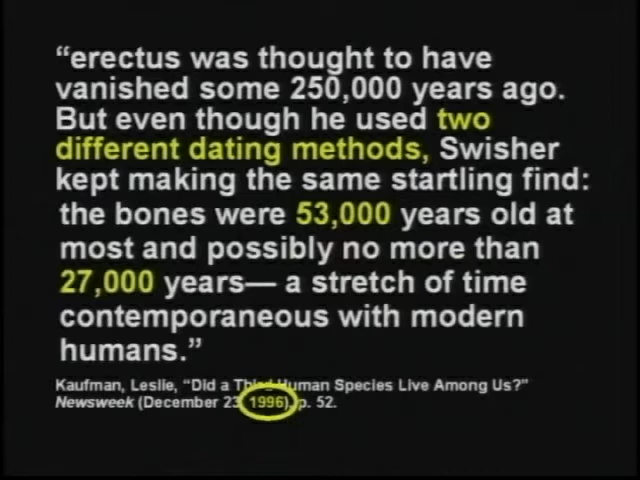 “erectus was thought to have
vanished some 250,000 years ago.
But even though he used two
different dating methods, Swisher
kept making the same startling find:
the bones were 53,000 years old at
most and possibly no more than
27,000 years— a stretch of time
contemporaneous with modern
humans.”
Kaufman, Leslie, “Did a Third Human Species Live Among Us?”
Newsweek (December 23, 1996), p. 52.